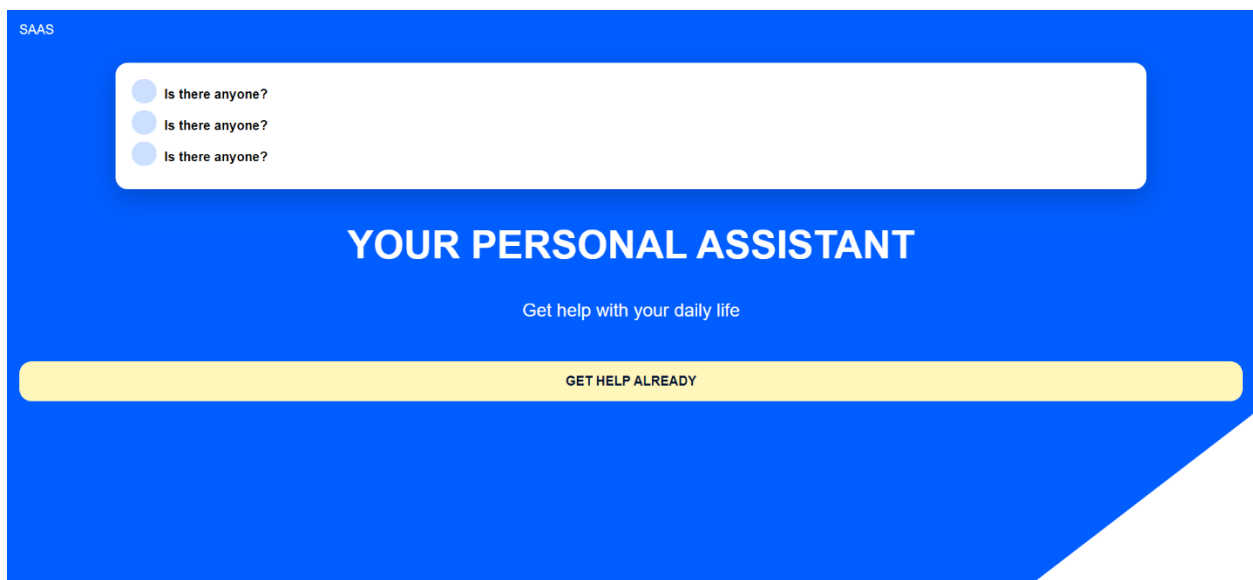 SAAS
Is there anyone?
Is there anyone?
Is there anyone?
YOUR PERSONAL ASSISTANT
Get help with your daily life
GET HELP ALREADY